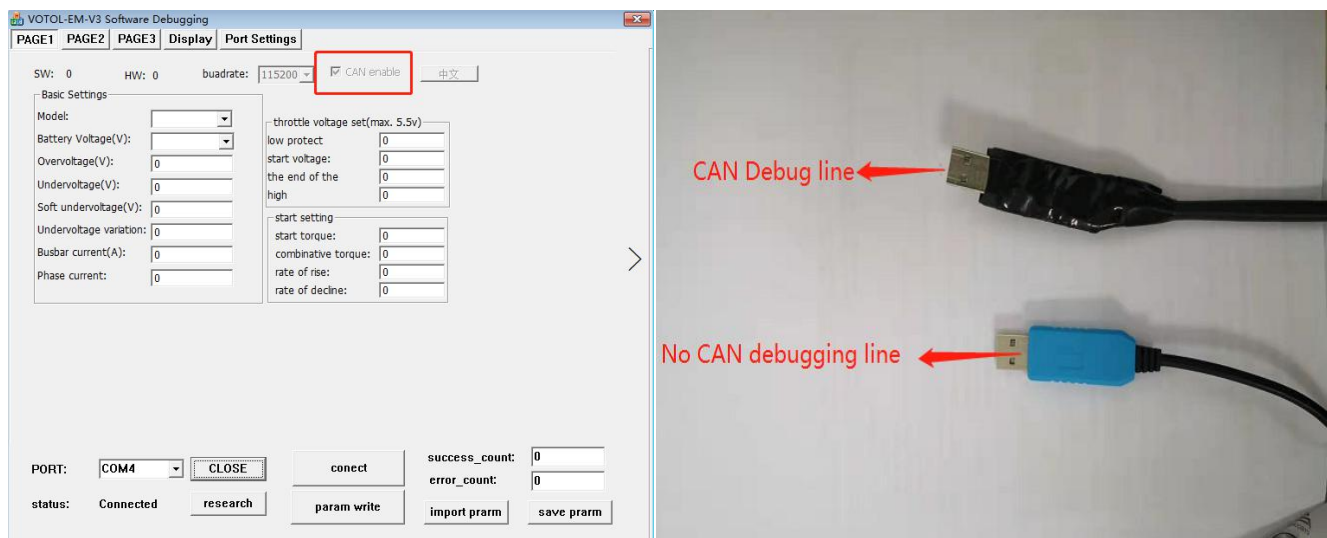 VOTOL-EM-V3 Software Debugging
PAGE1 PAGE2 PAGE3 Display Port Settings
SW: 0 HW: 0 buadrate: 115200 CAN enable 中文
Basic Settings
Model:
Battery Voltage(V):
Overvoltage(V): 0
Undervoltage(V): 0
Soft undervoltage(V): 0
Undervoltage variation: 0
Busbar current(A): 0
Phase current: 0
throttle voltage set(max. 5.5v)
low protect 0
start voltage: 0
the end of the 0
high 0
start setting
start torque: 0
combinative torque: 0
rate of rise: 0
rate of decline: 0
PORT: COM4 CLOSE
status: Connected research
conect
param write
success_count: 0
error_count: 0
import prarm save prarm
CAN Debug line
No CAN debugging line